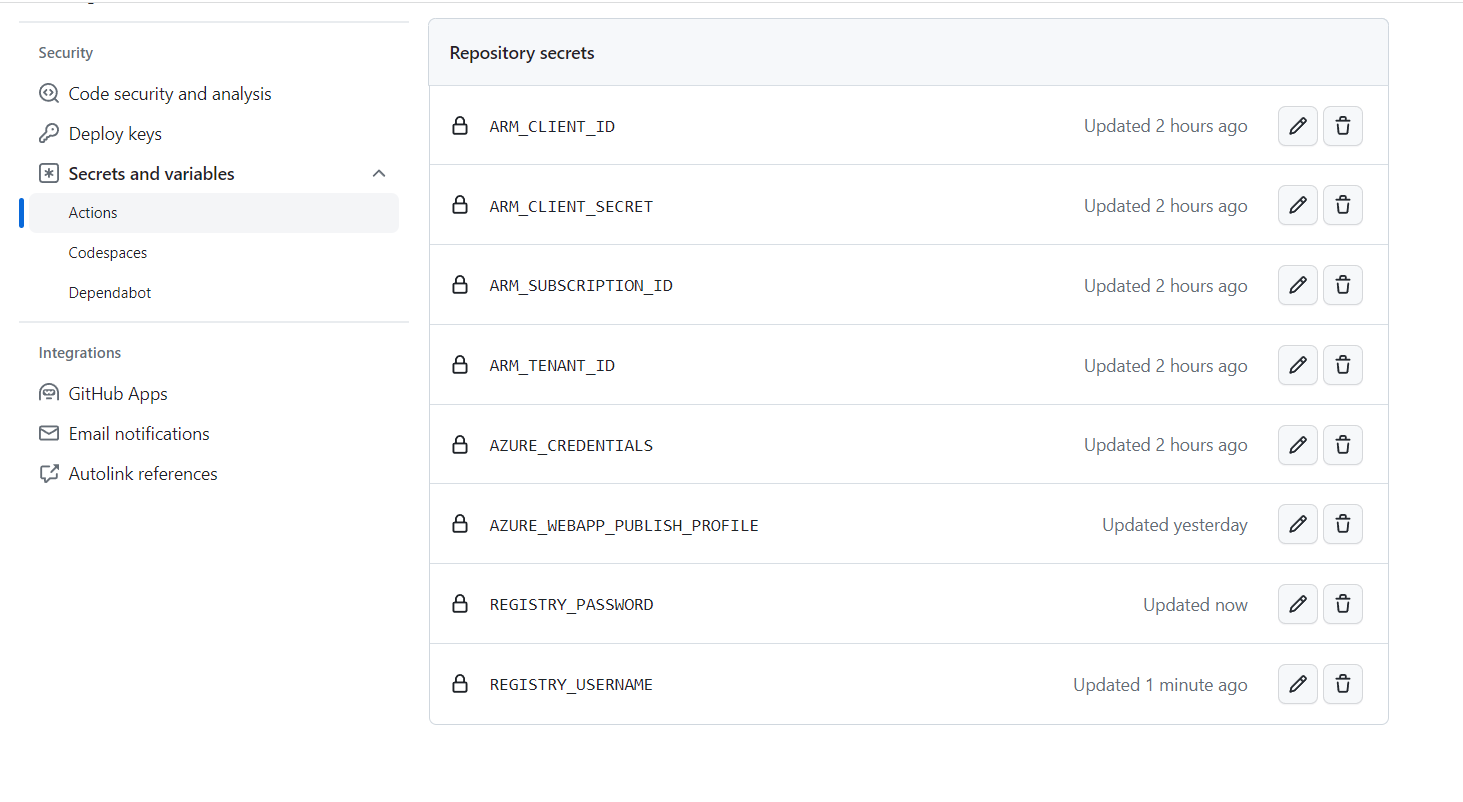 Security
Code security and analysis
Deploy keys
Secrets and variables
Actions
Codespaces
Dependabot
Integrations
GitHub Apps
Email notifications
Autolink references
Repository secrets
ARM_CLIENT_ID Updated 2 hours ago
ARM_CLIENT_SECRET Updated 2 hours ago
ARM_SUBSCRIPTION_ID Updated 2 hours ago
ARM_TENANT_ID Updated 2 hours ago
AZURE_CREDENTIALS Updated 2 hours ago
AZURE_WEBAPP_PUBLISH_PROFILE Updated yesterday
REGISTRY_PASSWORD Updated now
REGISTRY_USERNAME Updated 1 minute ago